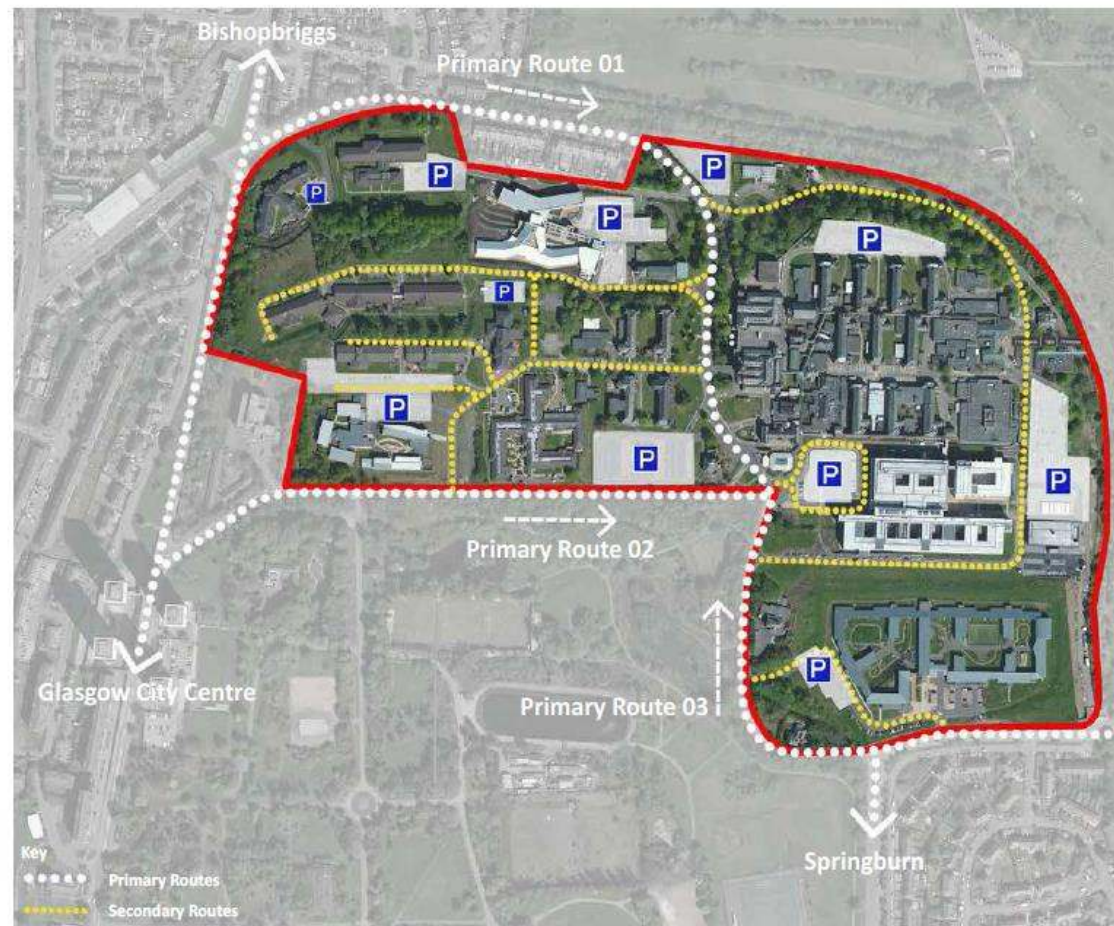 Bishopbriggs
Primary Route 01
P
P
P
P
P
P
P
P
P
P
Primary Route 02
Primary Route 03
P
Glasgow City Centre
Springburn
Key
Primary Routes
Secondary Routes